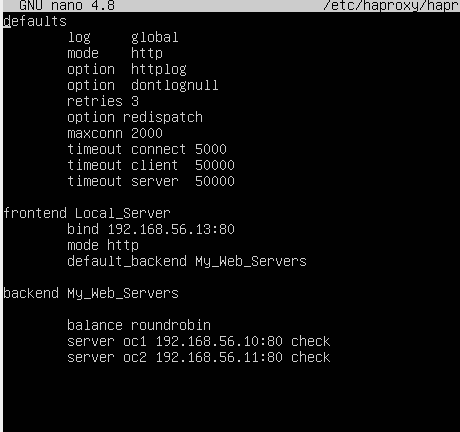 GNU nano 4.8 /etc/haproxy/hapr
defaults
log global
mode http
option httplog
option dontlognull
retries 3
option redispatch
maxconn 2000
timeout connect 5000
timeout client 50000
timeout server 50000
frontend Local_Server
bind 192.168.56.13:80
mode http
default_backend My_Web_Servers
backend My_Web_Servers
balance roundrobin
server oc1 192.168.56.10:80 check
server oc2 192.168.56.11:80 check